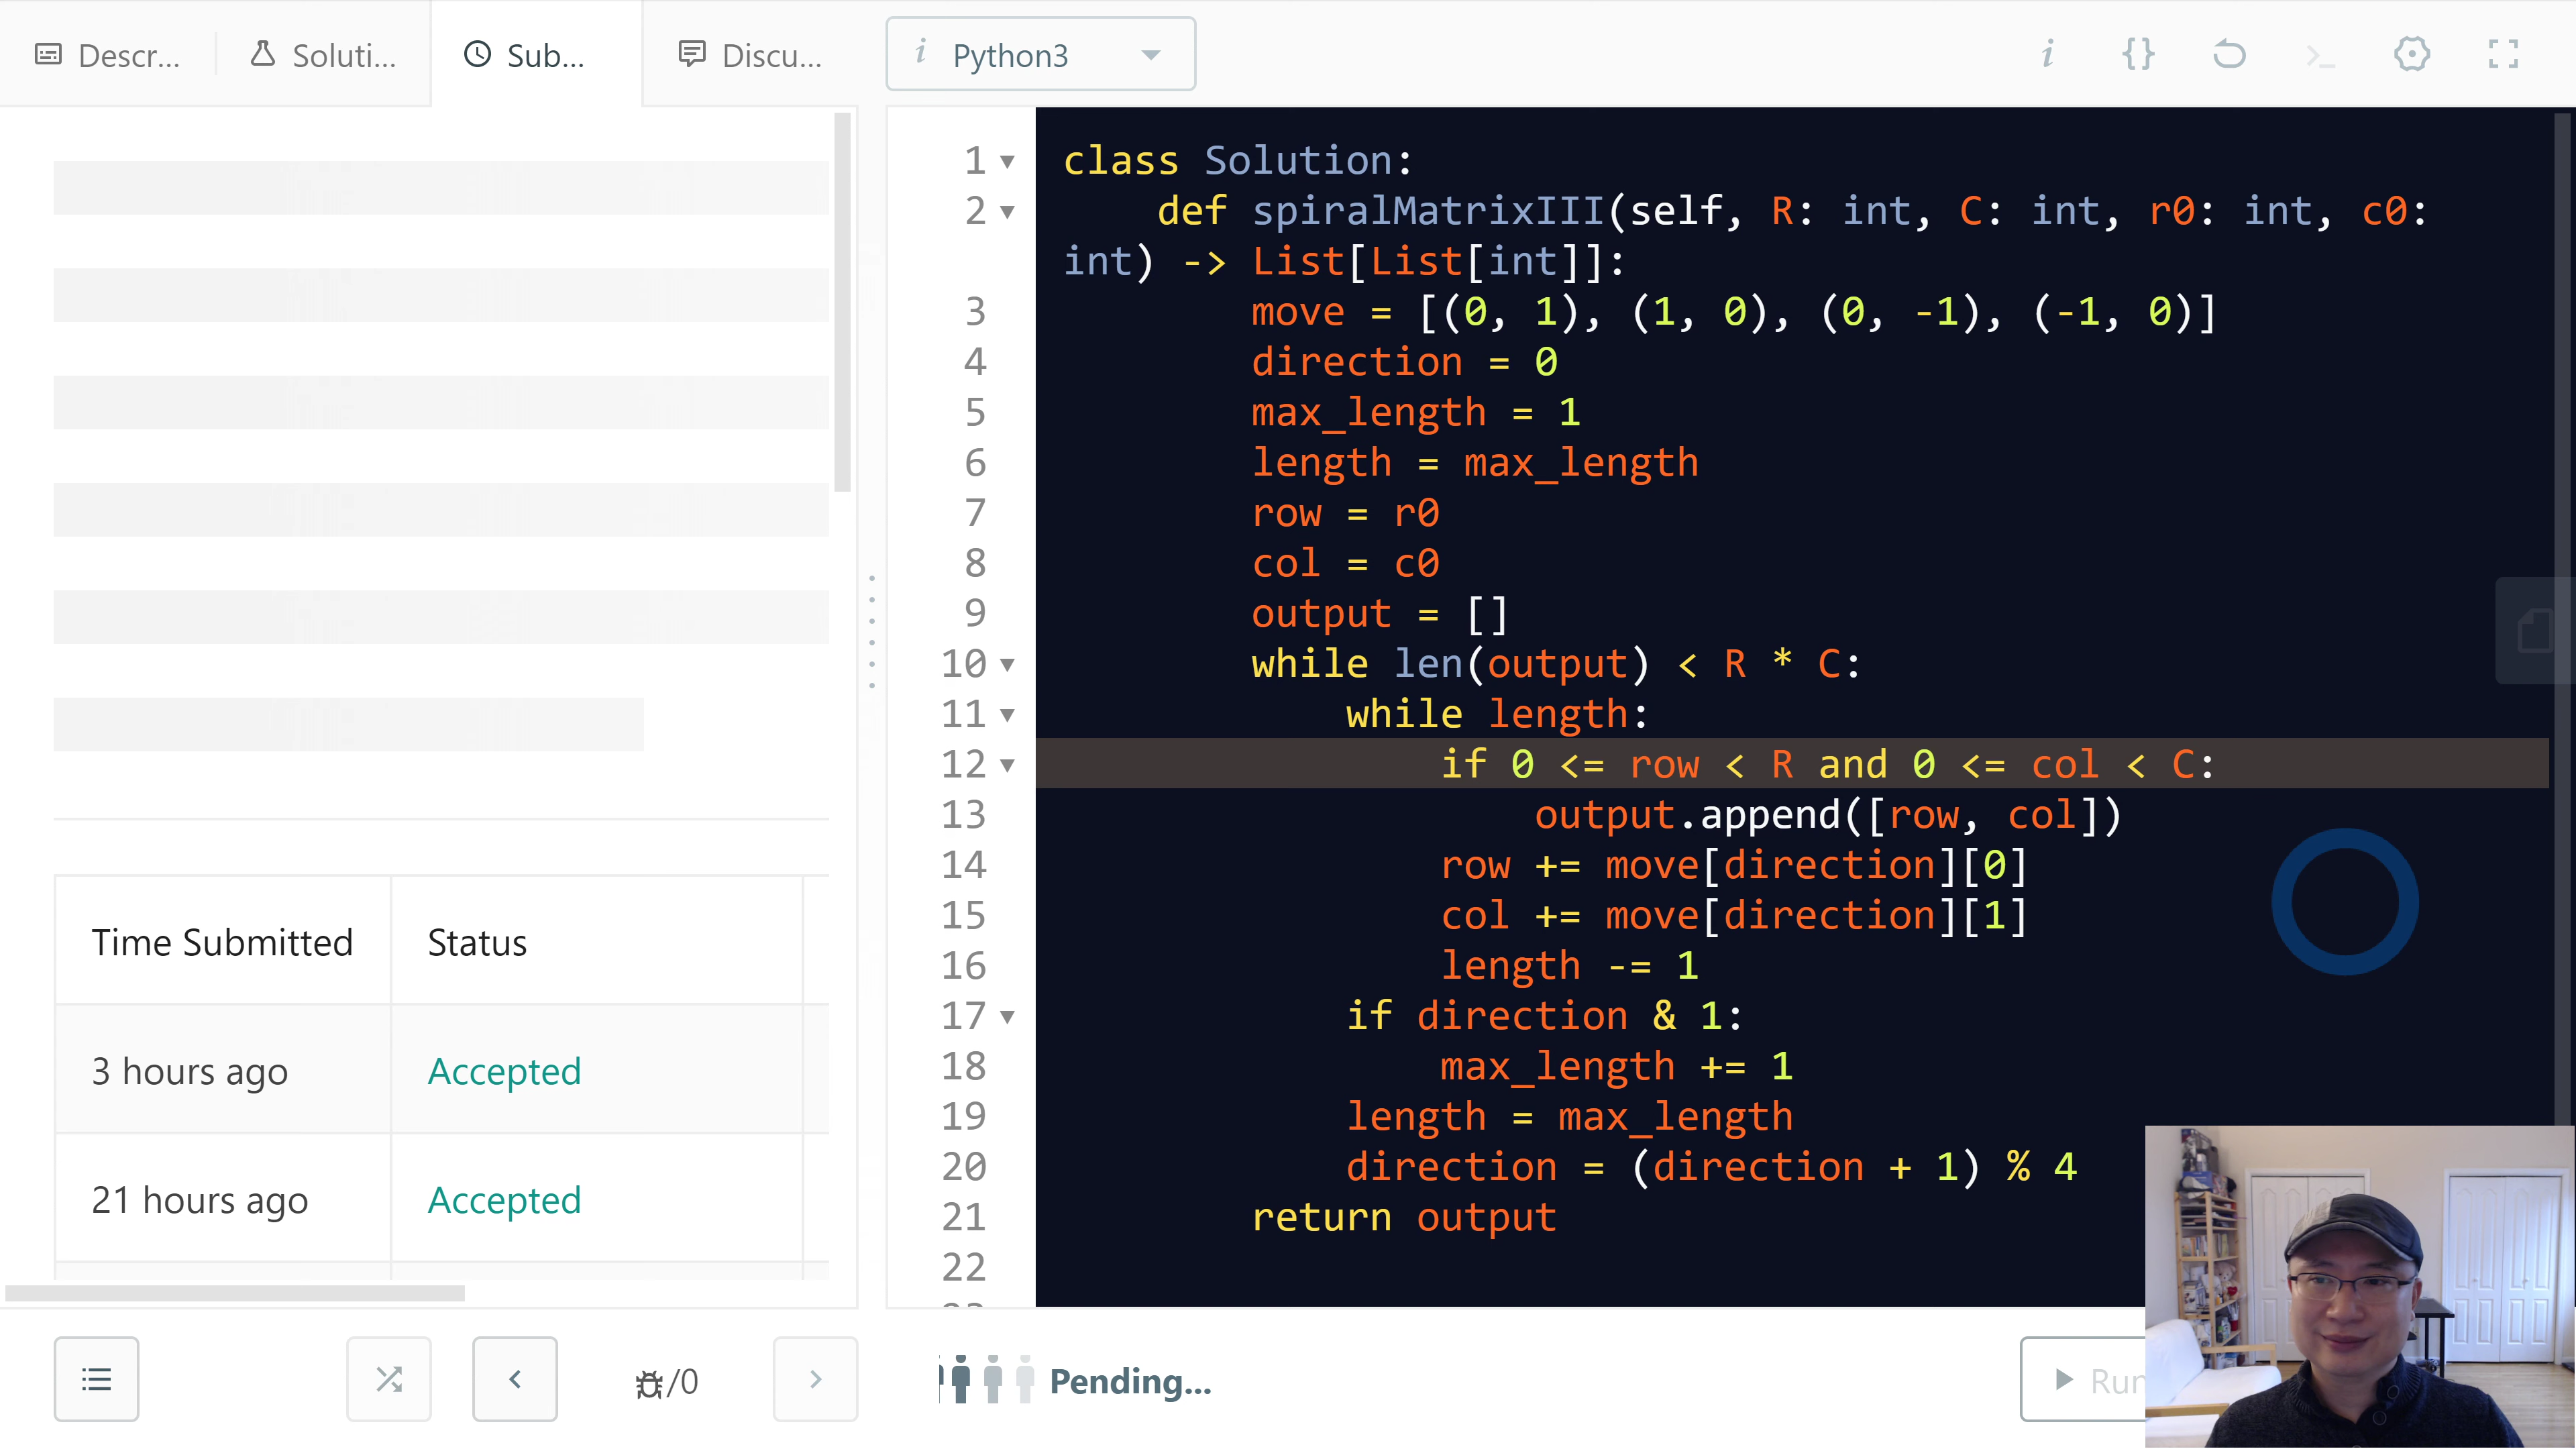 Descr...
Soluti...
Sub...
Discu...
i Python3
i {} >_
1 class Solution:
2 def spiralMatrixIII(self, R: int, C: int, r0: int, c0:
int) -> List[List[int]]:
3 move = [(0, 1), (1, 0), (0, -1), (-1, 0)]
4 direction = 0
5 max_length = 1
6 length = max_length
7 row = r0
8 col = c0
9 output = []
10 while len(output) < R * C:
11 while length:
12 if 0 <= row < R and 0 <= col < C:
13 output.append([row, col])
14 row += move[direction][0]
15 col += move[direction][1]
16 length -= 1
17 if direction & 1:
18 max_length += 1
19 length = max_length
20 direction = (direction + 1) % 4
21 return output
22
Time Submitted Status
3 hours ago Accepted
21 hours ago Accepted
/0
Pending...
Run